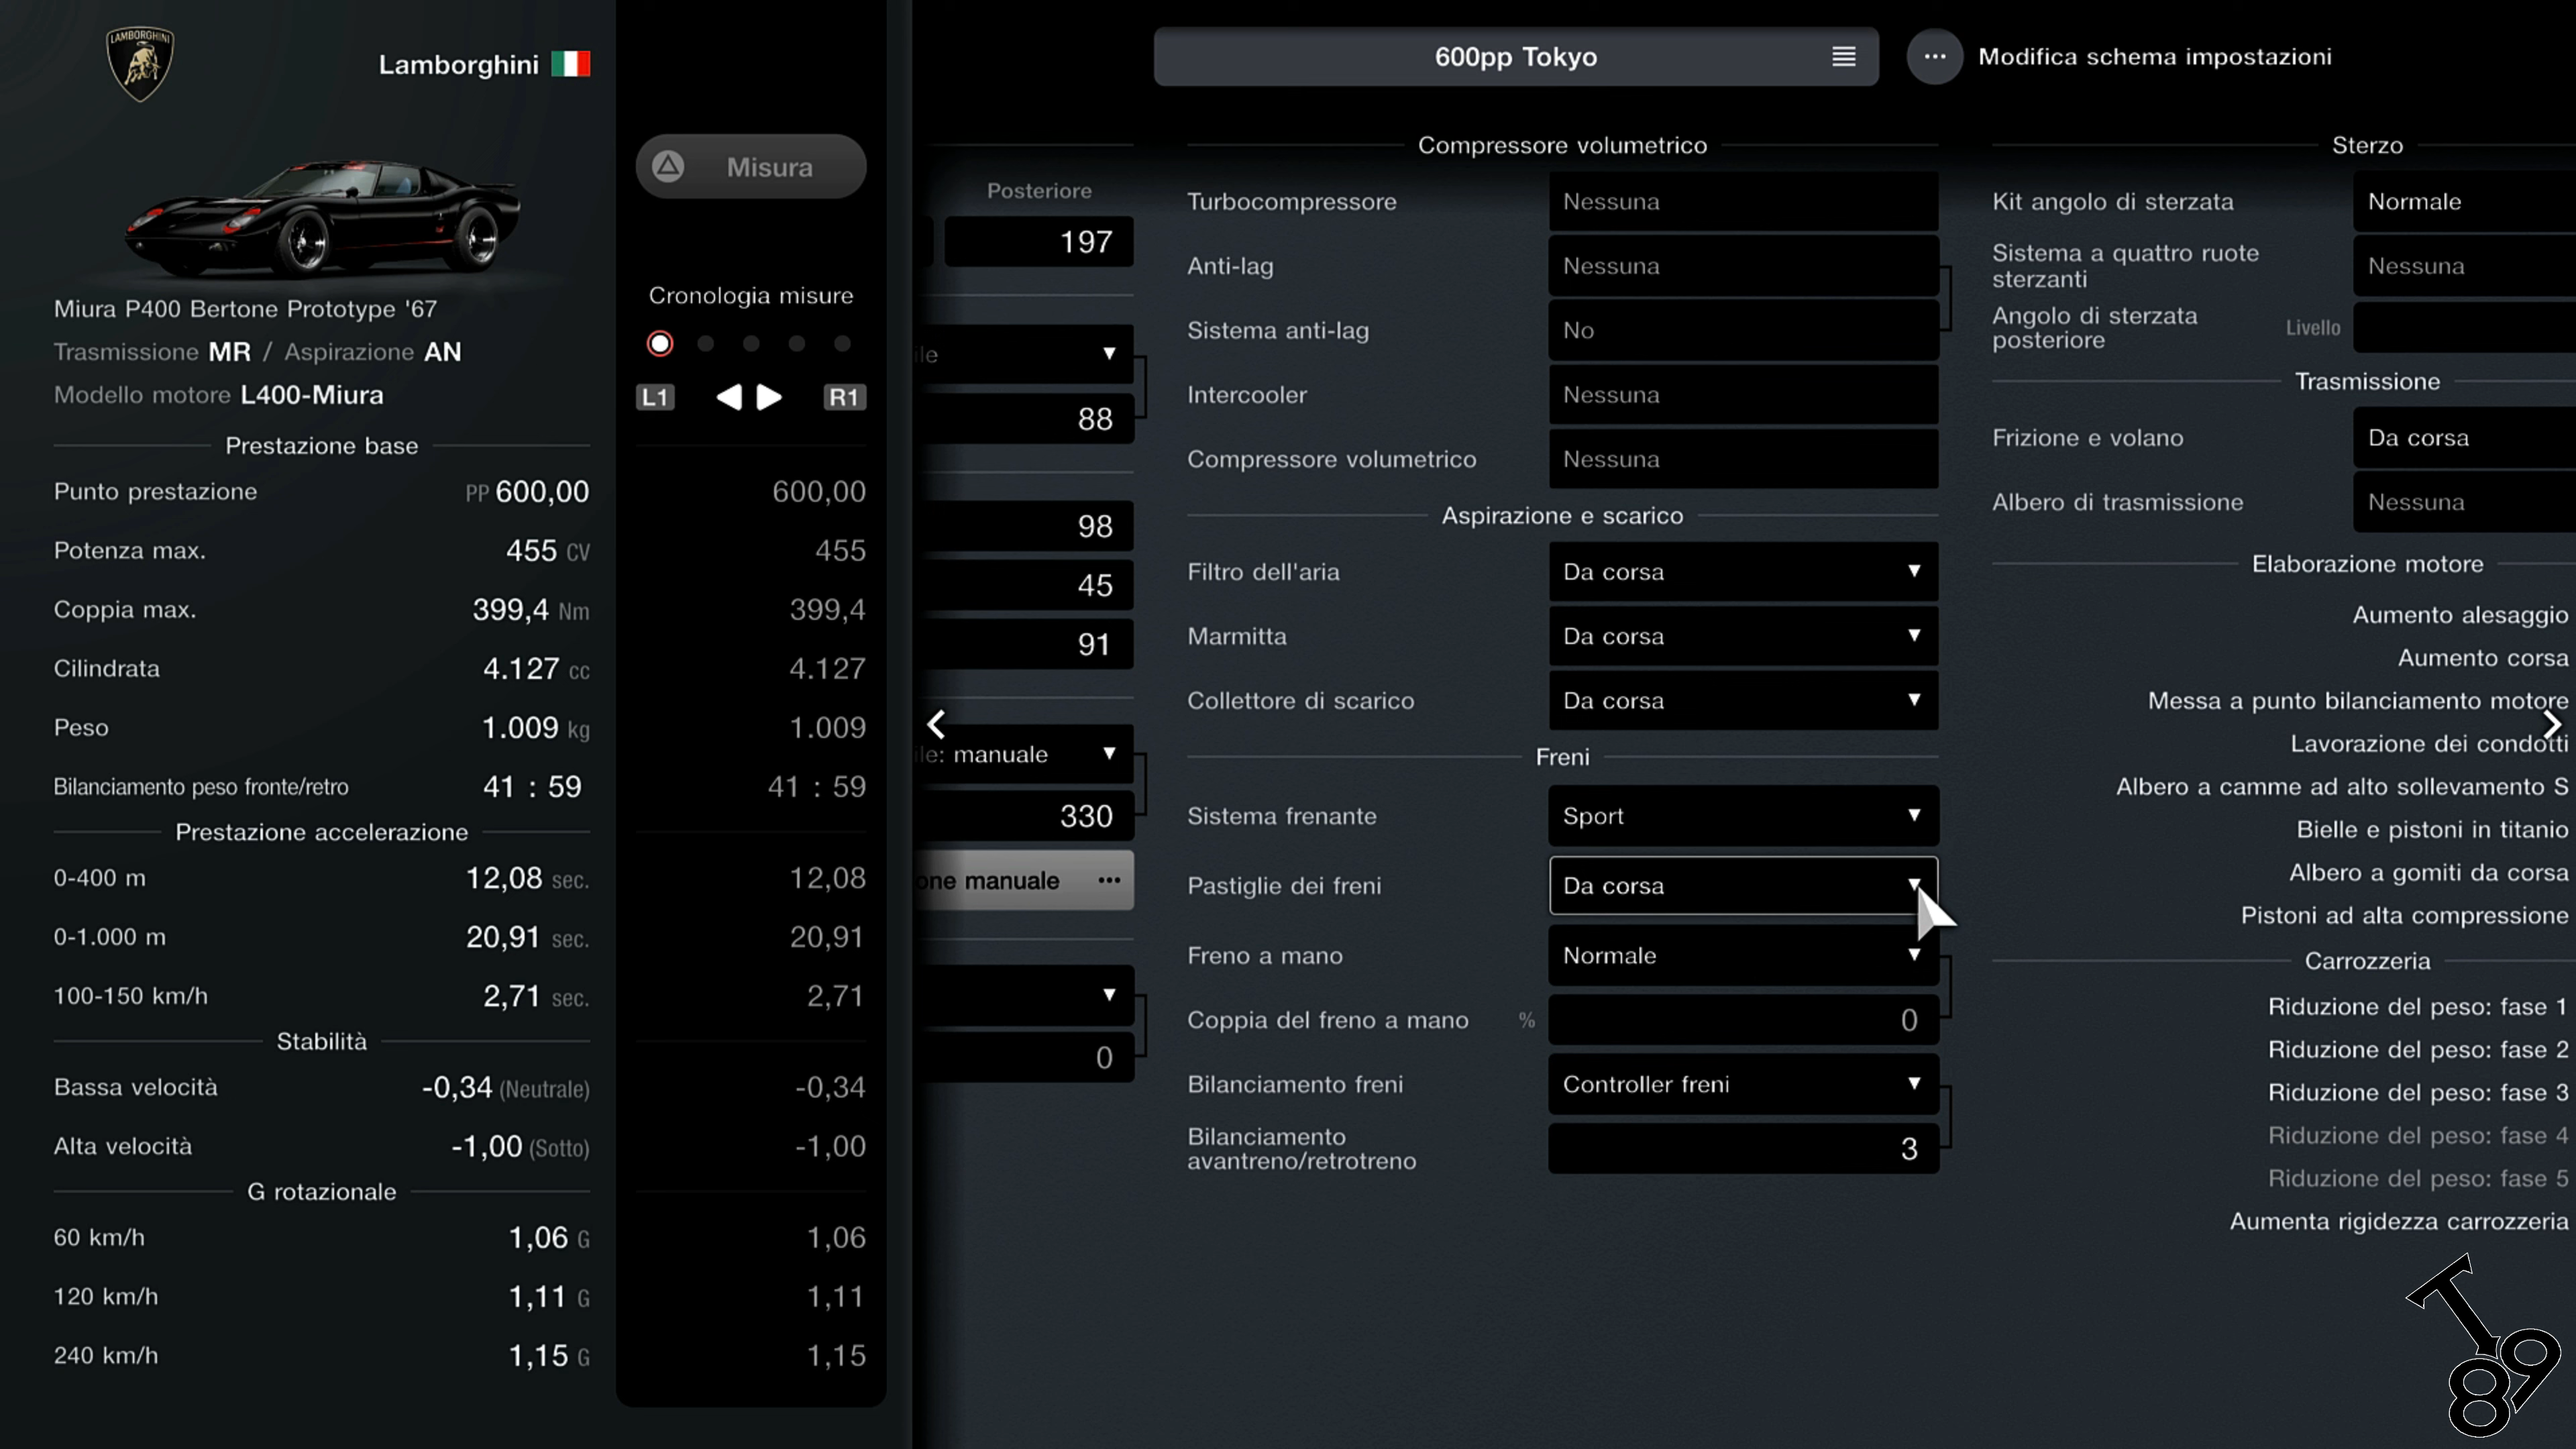 LAMBORGHINI
Lamborghini
Miura P400 Bertone Prototype '67
Trasmissione MR / Aspirazione AN
Modello motore L400-Miura
Prestazione base
Punto prestazione PP 600,00
Potenza max. 455 CV
Coppia max. 399,4 Nm
Cilindrata 4.127 cc
Peso 1.009 kg
Bilanciamento peso fronte/retro 41 : 59
Prestazione accelerazione
0-400 m 12,08 sec.
0-1.000 m 20,91 sec.
100-150 km/h 2,71 sec.
Stabilità
Bassa velocità -0,34 (Neutrale)
Alta velocità -1,00 (Sotto)
G rotazionale
60 km/h 1,06 G
120 km/h 1,11 G
240 km/h 1,15 G
Misura
Cronologia misure
L1 R1
600,00
455
399,4
4.127
1.009
41 : 59
12,08
20,91
2,71
-0,34
-1,00
1,06
1,11
1,15
600pp Tokyo
Modifica schema impostazioni
Posteriore
197
88
98
45
91
manuale
330
manuale
0
Compressore volumetrico
Turbocompressore Nessuna
Anti-lag Nessuna
Sistema anti-lag No
Intercooler Nessuna
Compressore volumetrico Nessuna
Aspirazione e scarico
Filtro dell'aria Da corsa
Marmitta Da corsa
Collettore di scarico Da corsa
Freni
Sistema frenante Sport
Pastiglie dei freni Da corsa
Freno a mano Normale
Coppia del freno a mano % 0
Bilanciamento freni Controller freni
Bilanciamento
avantreno/retrotreno 3
Sterzo
Kit angolo di sterzata Normale
Sistema a quattro ruote
sterzanti Nessuna
Angolo di sterzata
posteriore Livello
Trasmissione
Frizione e volano Da corsa
Albero di trasmissione Nessuna
Elaborazione motore
Aumento alesaggio
Aumento corsa
Messa a punto bilanciamento motore
Lavorazione dei condotti
Albero a camme ad alto sollevamento S
Bielle e pistoni in titanio
Albero a gomiti da corsa
Pistoni ad alta compressione
Carrozzeria
Riduzione del peso: fase 1
Riduzione del peso: fase 2
Riduzione del peso: fase 3
Riduzione del peso: fase 4
Riduzione del peso: fase 5
Aumenta rigidezza carrozzeria
T89